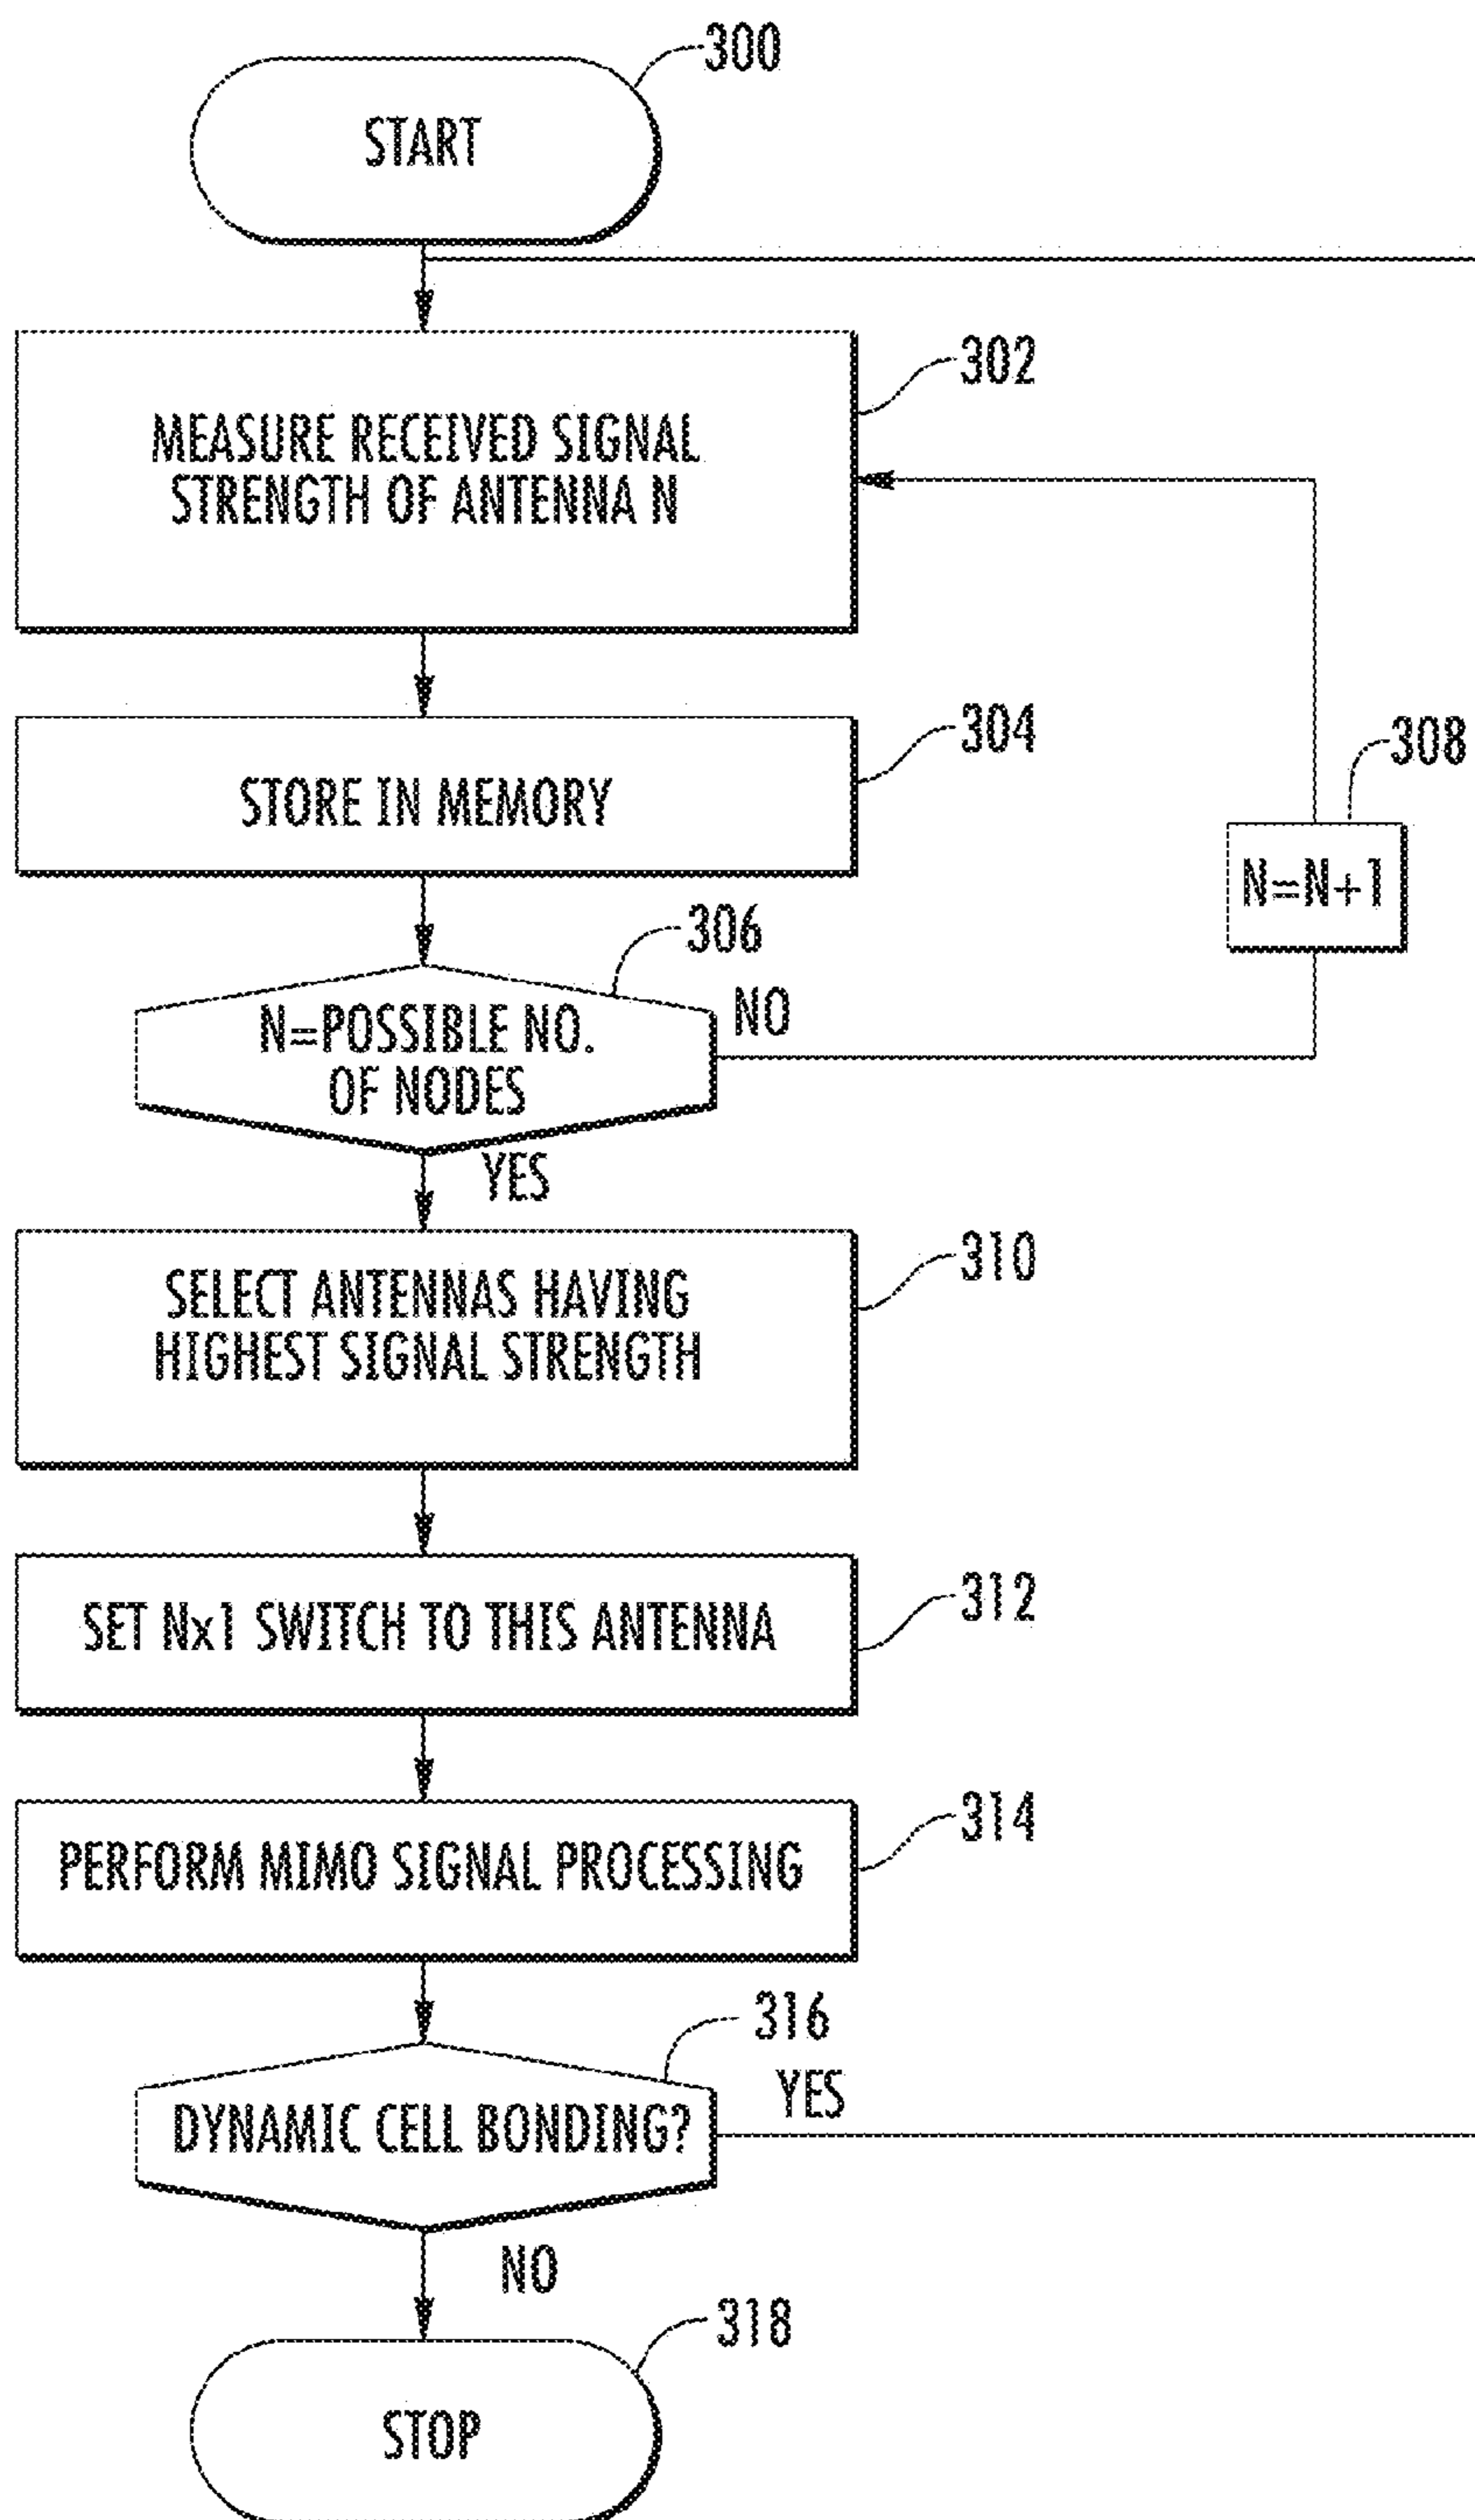 300
START
302
MEASURE RECEIVED SIGNAL
STRENGTH OF ANTENNA N
304
STORE IN MEMORY
308
N=N+1
306
N=POSSIBLE NO.
OF NODES
NO
YES
310
SELECT ANTENNAS HAVING
HIGHEST SIGNAL STRENGTH
312
SET Nx1 SWITCH TO THIS ANTENNA
314
PERFORM MIMO SIGNAL PROCESSING
316
DYNAMIC CELL BONDING?
YES
NO
318
STOP